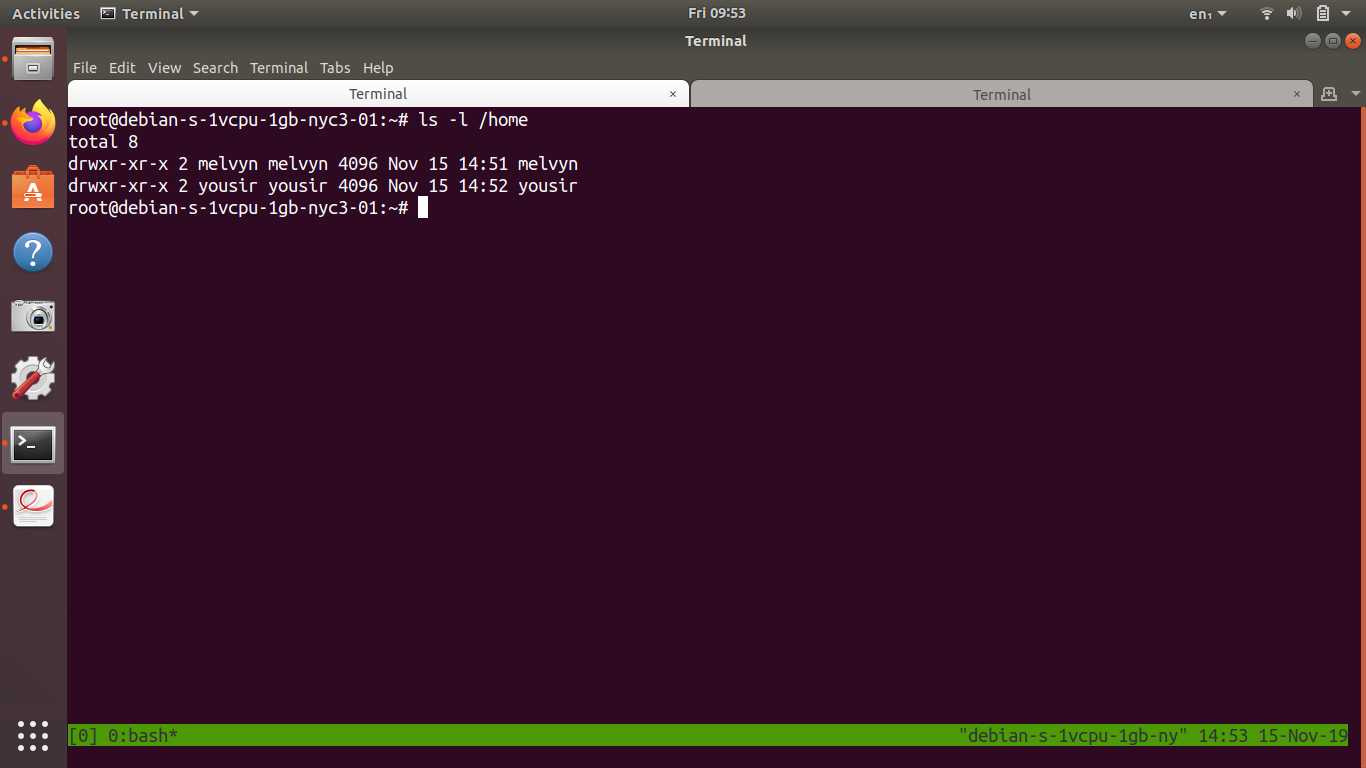 Activities Terminal Fri 09:53 en₁
Terminal
File Edit View Search Terminal Tabs Help
Terminal × Terminal ×
root@debian-s-1vcpu-1gb-nyc3-01:~# ls -l /home
total 8
drwxr-xr-x 2 melvyn melvyn 4096 Nov 15 14:51 melvyn
drwxr-xr-x 2 yousir yousir 4096 Nov 15 14:52 yousir
root@debian-s-1vcpu-1gb-nyc3-01:~#
[0] 0:bash* "debian-s-1vcpu-1gb-ny" 14:53 15-Nov-19